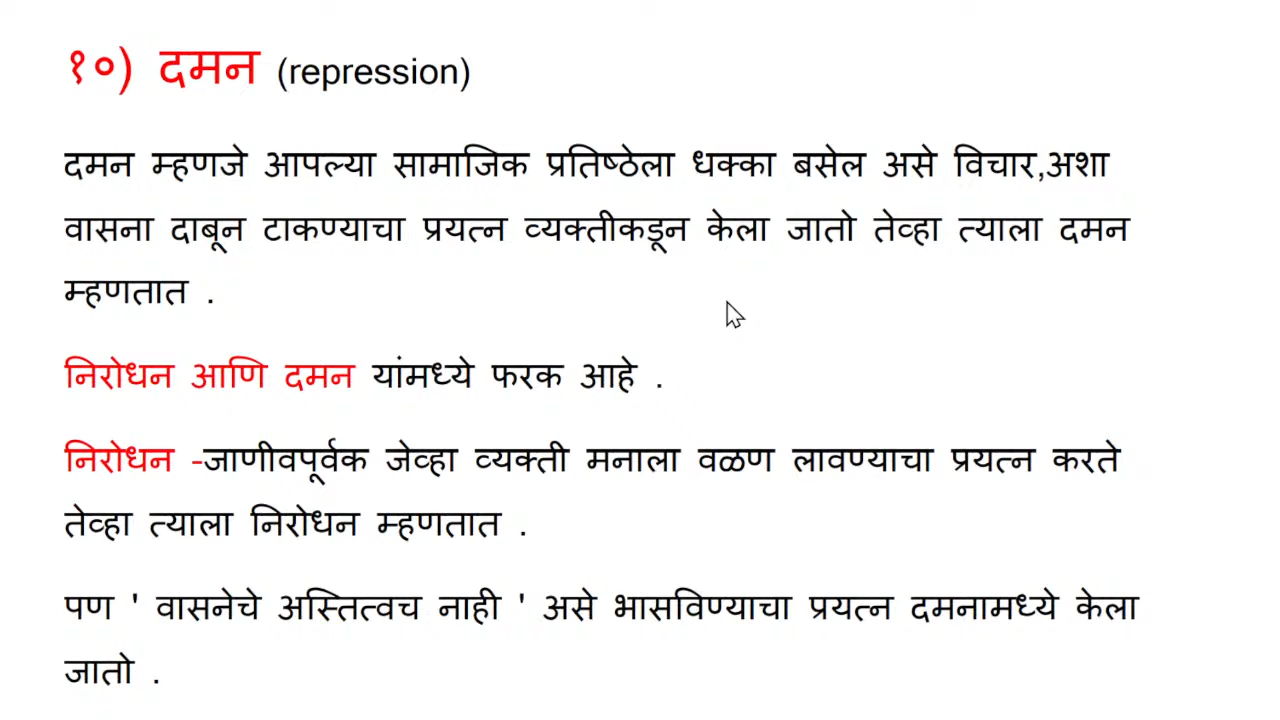 १०) दमन (repression)
दमन म्हणजे आपल्या सामाजिक प्रतिष्ठेला धक्का बसेल असे विचार,अशा
वासना दाबून टाकण्याचा प्रयत्न व्यक्तीकडून केला जातो तेव्हा त्याला दमन
म्हणतात .
निरोधन आणि दमन यांमध्ये फरक आहे .
निरोधन -जाणीवपूर्वक जेव्हा व्यक्ती मनाला वळण लावण्याचा प्रयत्न करते
तेव्हा त्याला निरोधन म्हणतात .
पण ' वासनेचे अस्तित्वच नाही ' असे भासविण्याचा प्रयत्न दमनामध्ये केला
जातो .